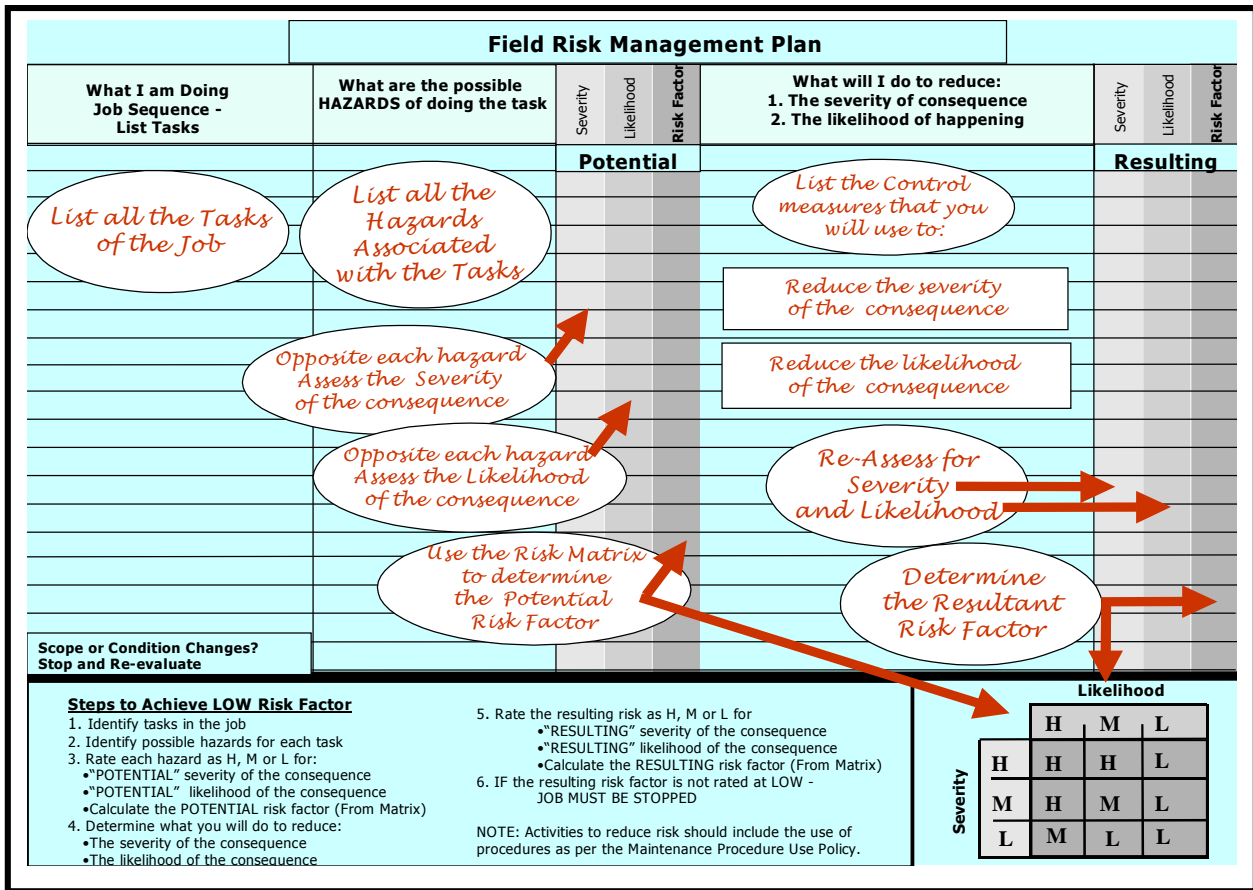 Field Risk Management Plan
What I am Doing
Job Sequence -
List Tasks
What are the possible
HAZARDS of doing the task
Severity
Likelihood
Risk Factor
What will I do to reduce:
1. The severity of consequence
2. The likelihood of happening
Severity
Likelihood
Risk Factor
Potential
Resulting
List all the Tasks
of the Job
List all the
Hazards
Associated
with the Tasks
List the Control
measures that you
will use to:
Reduce the severity
of the consequence
Opposite each hazard
Assess the Severity
of the consequence
Reduce the likelihood
of the consequence
Opposite each hazard
Assess the Likelihood
of the consequence
Re-Assess for
Severity
and Likelihood
Use the Risk Matrix
to determine
the Potential
Risk Factor
Determine
the Resultant
Risk Factor
Scope or Condition Changes?
Stop and Re-evaluate
Steps to Achieve LOW Risk Factor
1. Identify tasks in the job
2. Identify possible hazards for each task
3. Rate each hazard as H, M or L for:
•"POTENTIAL" severity of the consequence
•"POTENTIAL" likelihood of the consequence
•Calculate the POTENTIAL risk factor (From Matrix)
4. Determine what you will do to reduce:
•The severity of the consequence
•The likelihood of the consequence
5. Rate the resulting risk as H, M or L for
•"RESULTING" severity of the consequence
•"RESULTING" likelihood of the consequence
•Calculate the RESULTING risk factor (From Matrix)
6. IF the resulting risk factor is not rated at LOW -
JOB MUST BE STOPPED
NOTE: Activities to reduce risk should include the use of
procedures as per the Maintenance Procedure Use Policy.
Likelihood
Severity
H M L
H H H L
M H M L
L M L L